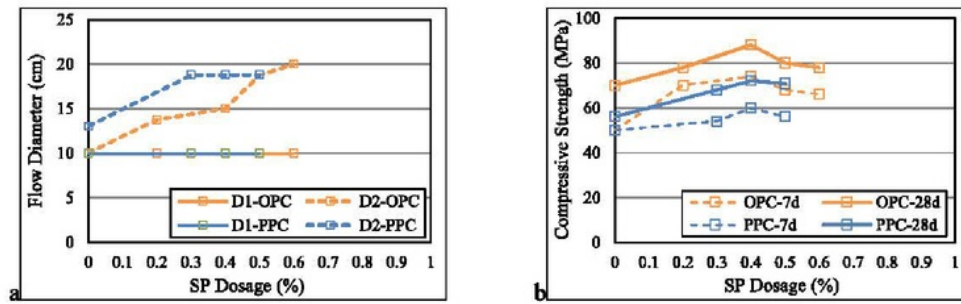 25
20
15
10
5
0
Flow Diameter (cm)
D1-OPC
D2-OPC
D1-PPC
D2-PPC
0 0.1 0.2 0.3 0.4 0.5 0.6 0.7 0.8 0.9 1
SP Dosage (%)
a
100
80
60
40
20
0
Compressive Strength (MPa)
OPC-7d
OPC-28d
PPC-7d
PPC-28d
0 0.1 0.2 0.3 0.4 0.5 0.6 0.7 0.8 0.9 1
SP Dosage (%)
b